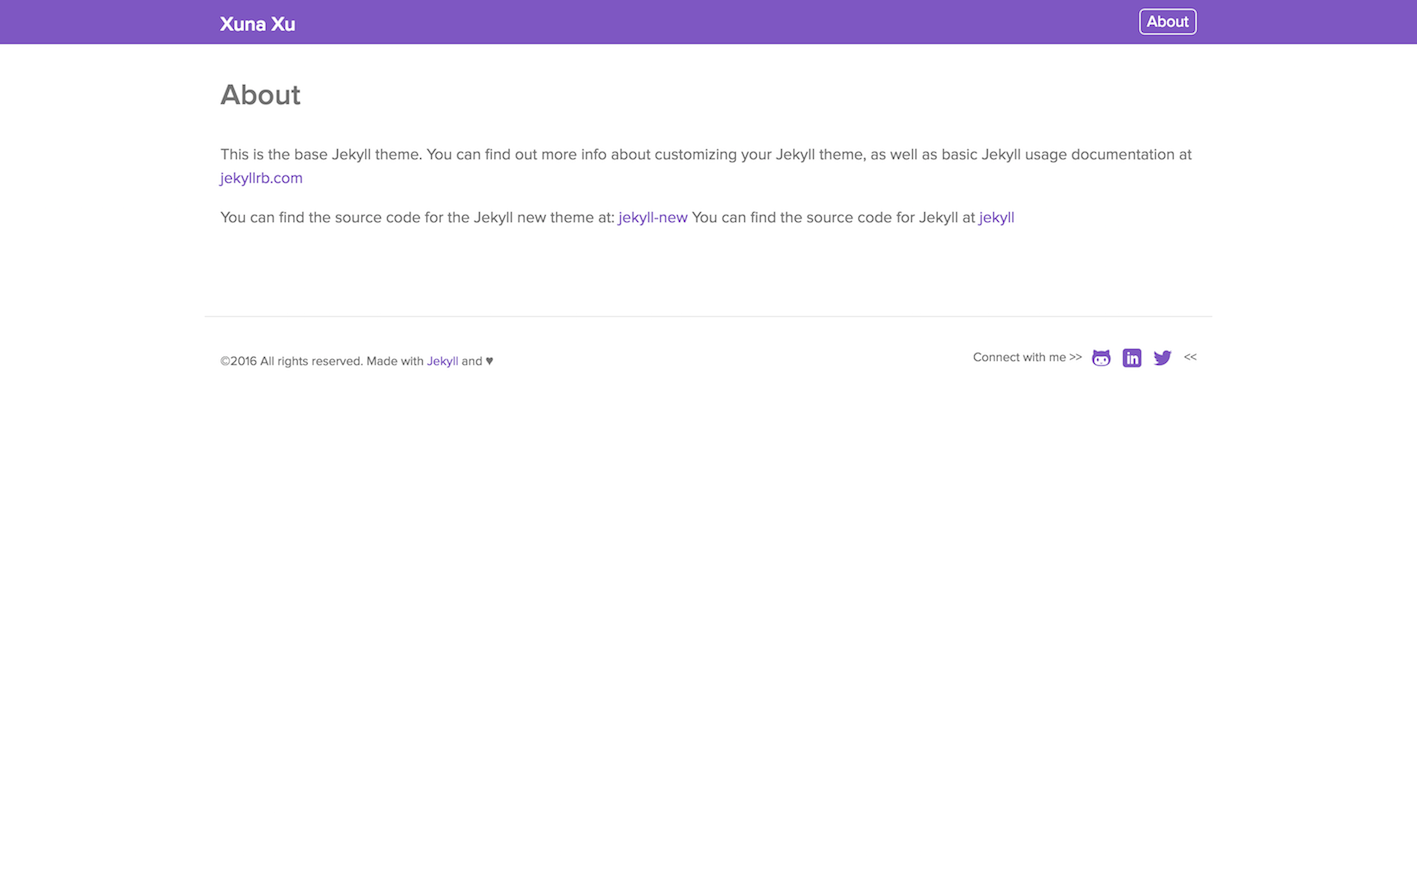 Xuna Xu
About
About
This is the base Jekyll theme. You can find out more info about customizing your Jekyll theme, as well as basic Jekyll usage documentation at
jekyllrb.com
You can find the source code for the Jekyll new theme at: jekyll-new You can find the source code for Jekyll at jekyll
©2016 All rights reserved. Made with Jekyll and ♥
Connect with me >> in <<